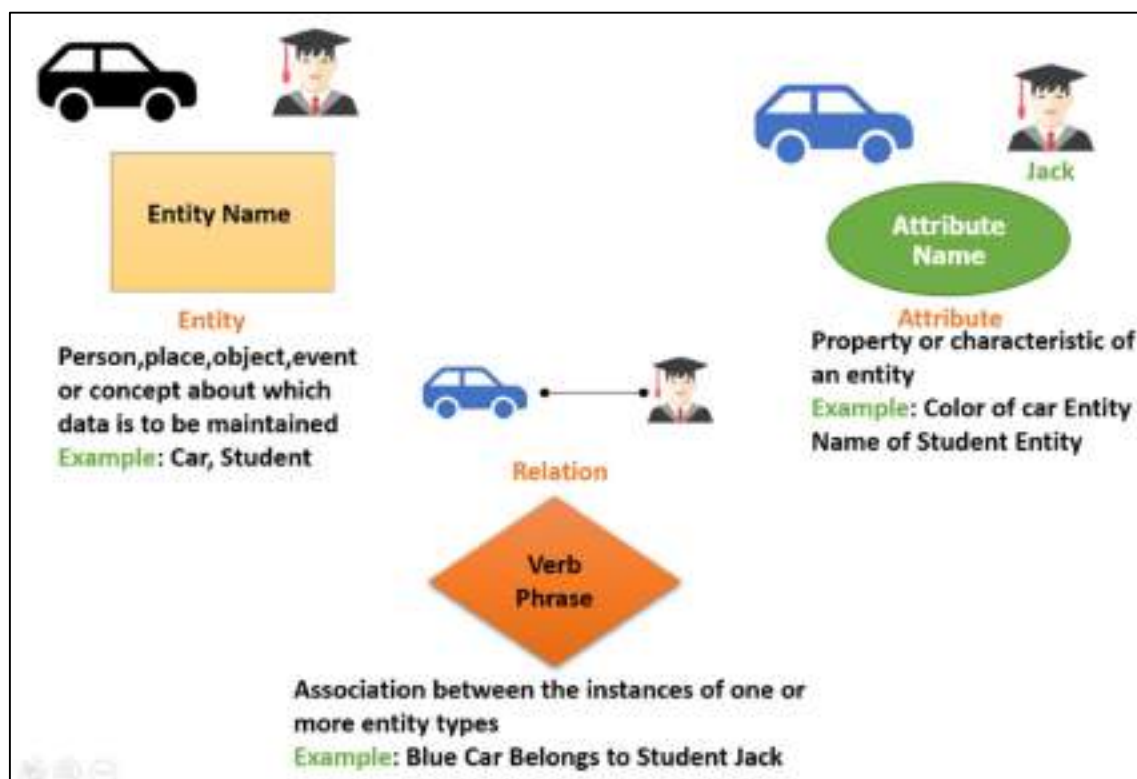 Entity Name
Entity
Person,place,object,event
or concept about which
data is to be maintained
Example: Car, Student
Jack
Attribute
Name
Attribute
Property or characteristic of
an entity
Example: Color of car Entity
Name of Student Entity
Relation
Verb
Phrase
Association between the instances of one or
more entity types
Example: Blue Car Belongs to Student Jack